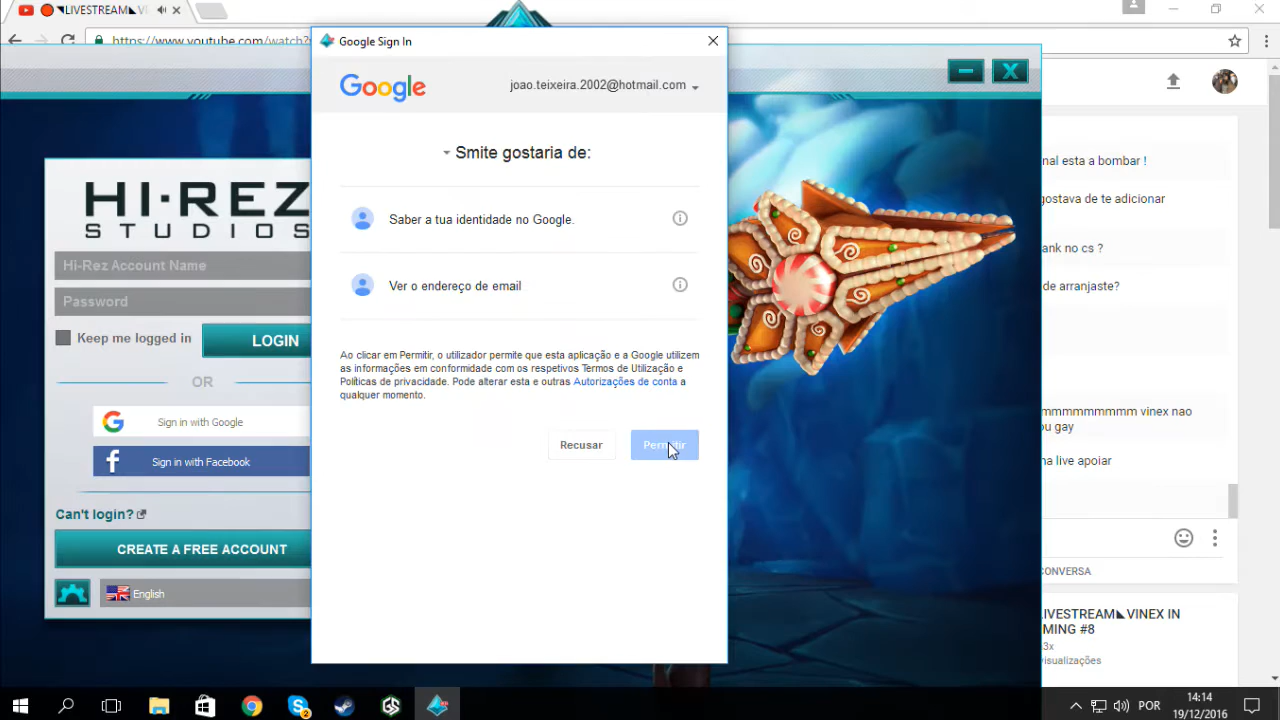 ◥LIVESTREAM◣V
https://www.youtube.com/watch?v
Google Sign In
Google
joao.teixeira.2002@hotmail.com
Smite gostaria de:
Saber a tua identidade no Google.
Ver o endereço de email
Ao clicar em Permitir, o utilizador permite que esta aplicação e a Google utilizem
as informações em conformidade com os respetivos Termos de Utilização e
Políticas de privacidade. Pode alterar esta e outras Autorizações de conta a
qualquer momento.
Recusar
Permitir
HI-REZ
STUDIOS
Hi-Rez Account Name
Password
Keep me logged in
LOGIN
OR
Sign in with Google
Sign in with Facebook
Can't login?
CREATE A FREE ACCOUNT
English
X
nal esta a bombar !
gostava de te adicionar
ank no cs ?
de arranjaste?
mmmmmmmmm vinex nao
ou gay
na live apoiar
CONVERSA
LIVESTREAM◣VINEX IN
MING #8
3x
visualizações
2
POR
14:14
19/12/2016